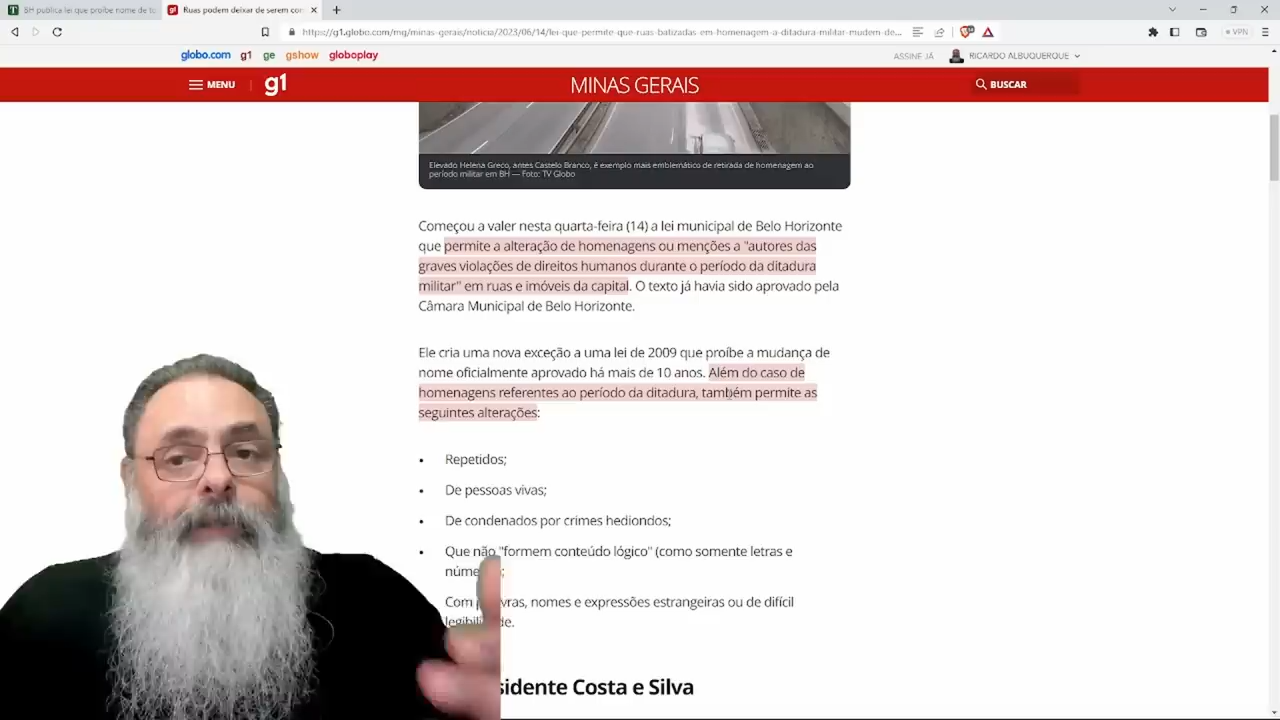 BH publica lei que proíbe nome de to
Ruas podem deixar de serem con
https://g1.globo.com/mg/minas-gerais/noticia/2023/06/14/lei-que-permite-que-ruas-batizadas-em-homenagem-a-ditadura-militar-mudem-de...
VPN
globo.com g1 ge gshow globoplay
ASSINE JÁ
RICARDO ALBUQUERQUE
MENU
g1
MINAS GERAIS
BUSCAR
Elevado Helena Greco, antes Castelo Branco, é exemplo mais emblemático de retirada de homenagem ao
período militar em BH — Foto: TV Globo
Começou a valer nesta quarta-feira (14) a lei municipal de Belo Horizonte
que permite a alteração de homenagens ou menções a "autores das
graves violações de direitos humanos durante o período da ditadura
militar" em ruas e imóveis da capital. O texto já havia sido aprovado pela
Câmara Municipal de Belo Horizonte.
Ele cria uma nova exceção a uma lei de 2009 que proíbe a mudança de
nome oficialmente aprovado há mais de 10 anos. Além do caso de
homenagens referentes ao período da ditadura, também permite as
seguintes alterações:
• Repetidos;
• De pessoas vivas;
• De condenados por crimes hediondos;
• Que não "formem conteúdo lógico" (como somente letras e
Com nomes e expressões estrangeiras ou de difícil
Costa e Silva